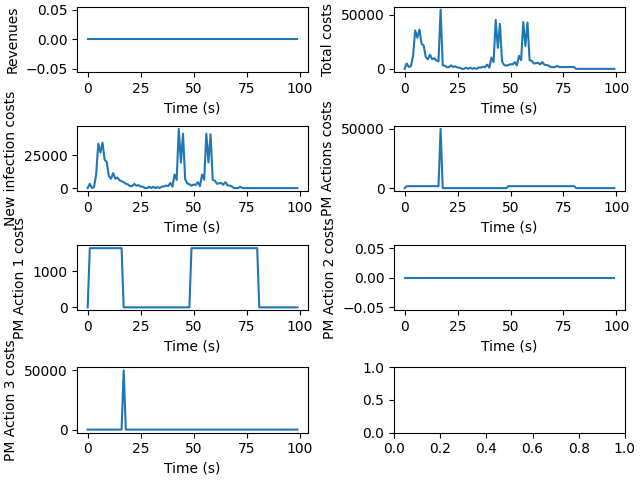 Revenues
0.05
0.00
−0.05
0 25 50 75 100
Time (s)
Total costs
50000
0
0 25 50 75 100
Time (s)
New infection costs
25000
0
0 25 50 75 100
Time (s)
PM Actions costs
50000
0
0 25 50 75 100
Time (s)
PM Action 1 costs
1000
0
0 25 50 75 100
Time (s)
PM Action 2 costs
0.05
0.00
−0.05
0 25 50 75 100
Time (s)
PM Action 3 costs
50000
0
0 25 50 75 100
Time (s)
1.0
0.5
0.0
0.0 0.2 0.4 0.6 0.8 1.0